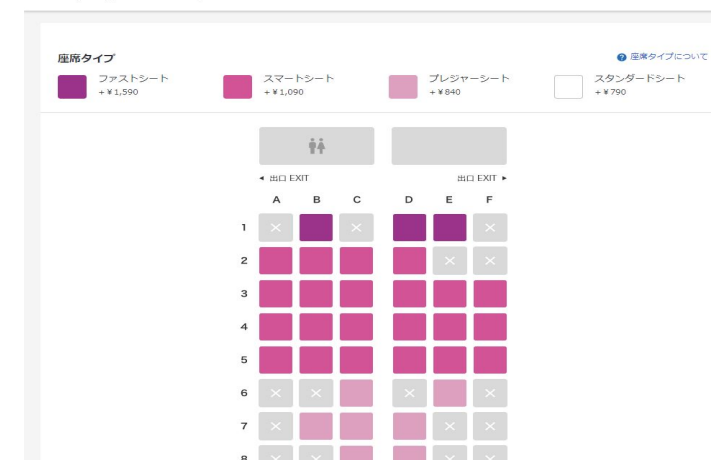 座席タイプ
座席タイプについて
ファストシート
+ ¥1,590
スマートシート
+ ¥1,090
プレジャーシート
+ ¥840
スタンダードシート
+ ¥790
◂ 出口 EXIT
出口 EXIT ▸
A B C D E F
1
2
3
4
5
6
7
8